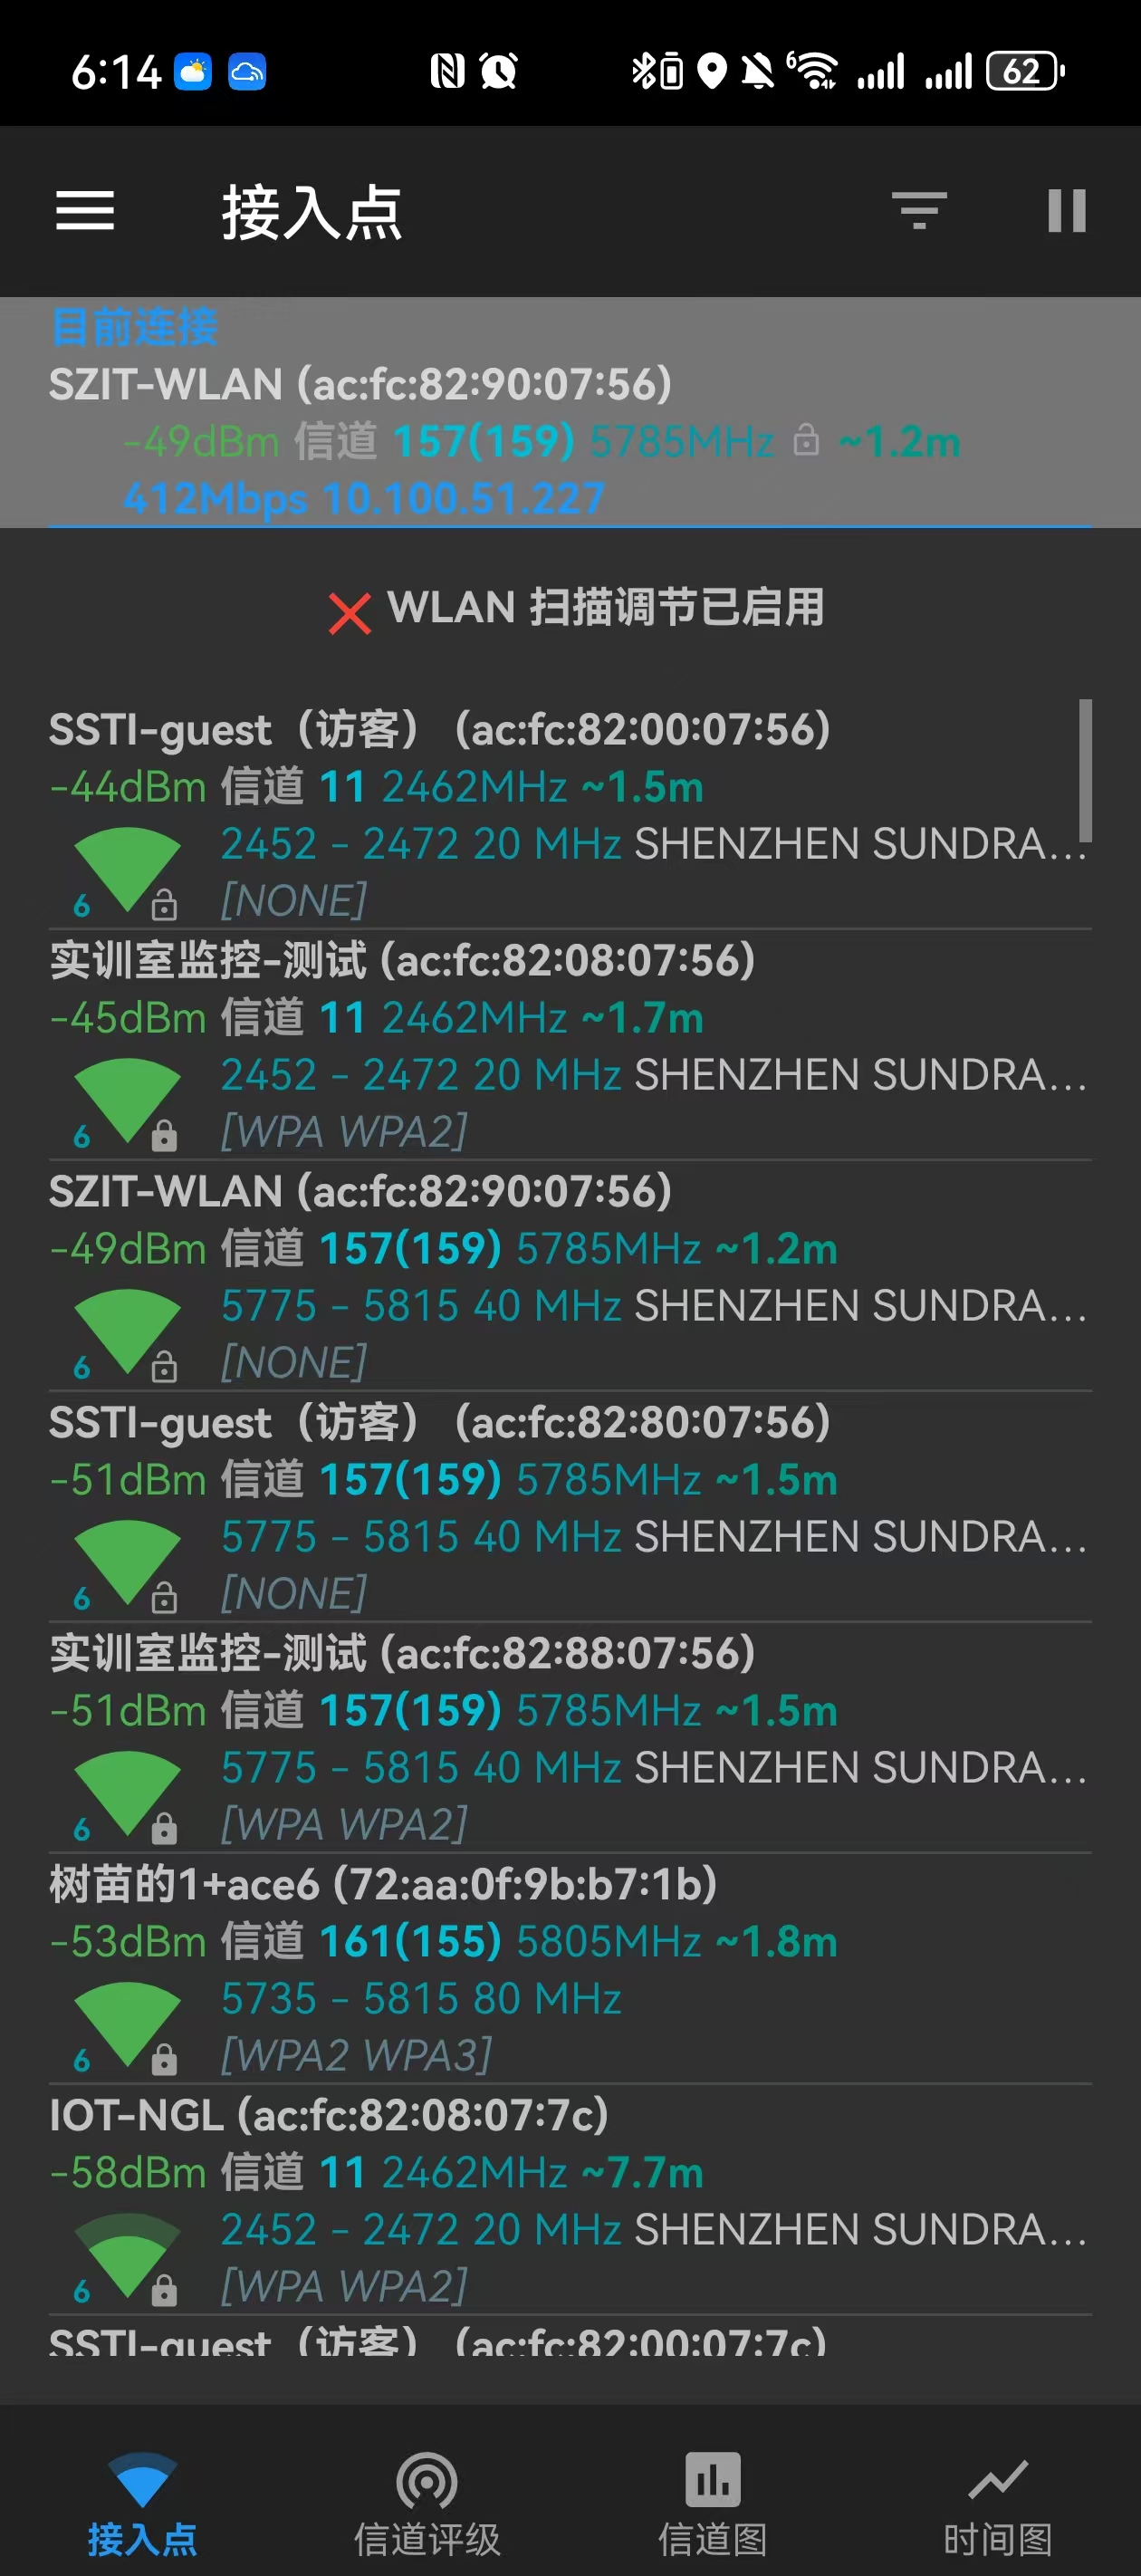 6:14 6 62
接入点
目前连接
SZIT-WLAN (ac:fc:82:90:07:56)
-49dBm 信道 157(159) 5785MHz ~1.2m
412Mbps 10.100.51.227
WLAN 扫描调节已启用
SSTI-guest（访客） (ac:fc:82:00:07:56)
-44dBm 信道 11 2462MHz ~1.5m
2452 - 2472 20 MHz SHENZHEN SUNDRA...
6 [NONE]
实训室监控-测试 (ac:fc:82:08:07:56)
-45dBm 信道 11 2462MHz ~1.7m
2452 - 2472 20 MHz SHENZHEN SUNDRA...
6 [WPA WPA2]
SZIT-WLAN (ac:fc:82:90:07:56)
-49dBm 信道 157(159) 5785MHz ~1.2m
5775 - 5815 40 MHz SHENZHEN SUNDRA...
6 [NONE]
SSTI-guest（访客） (ac:fc:82:80:07:56)
-51dBm 信道 157(159) 5785MHz ~1.5m
5775 - 5815 40 MHz SHENZHEN SUNDRA...
6 [NONE]
实训室监控-测试 (ac:fc:82:88:07:56)
-51dBm 信道 157(159) 5785MHz ~1.5m
5775 - 5815 40 MHz SHENZHEN SUNDRA...
6 [WPA WPA2]
树苗的1+ace6 (72:aa:0f:9b:b7:1b)
-53dBm 信道 161(155) 5805MHz ~1.8m
5735 - 5815 80 MHz
6 [WPA2 WPA3]
IOT-NGL (ac:fc:82:08:07:7c)
-58dBm 信道 11 2462MHz ~7.7m
2452 - 2472 20 MHz SHENZHEN SUNDRA...
6 [WPA WPA2]
SSTI-guest（访客） (ac:fc:82:00:07:7c)
接入点 信道评级 信道图 时间图